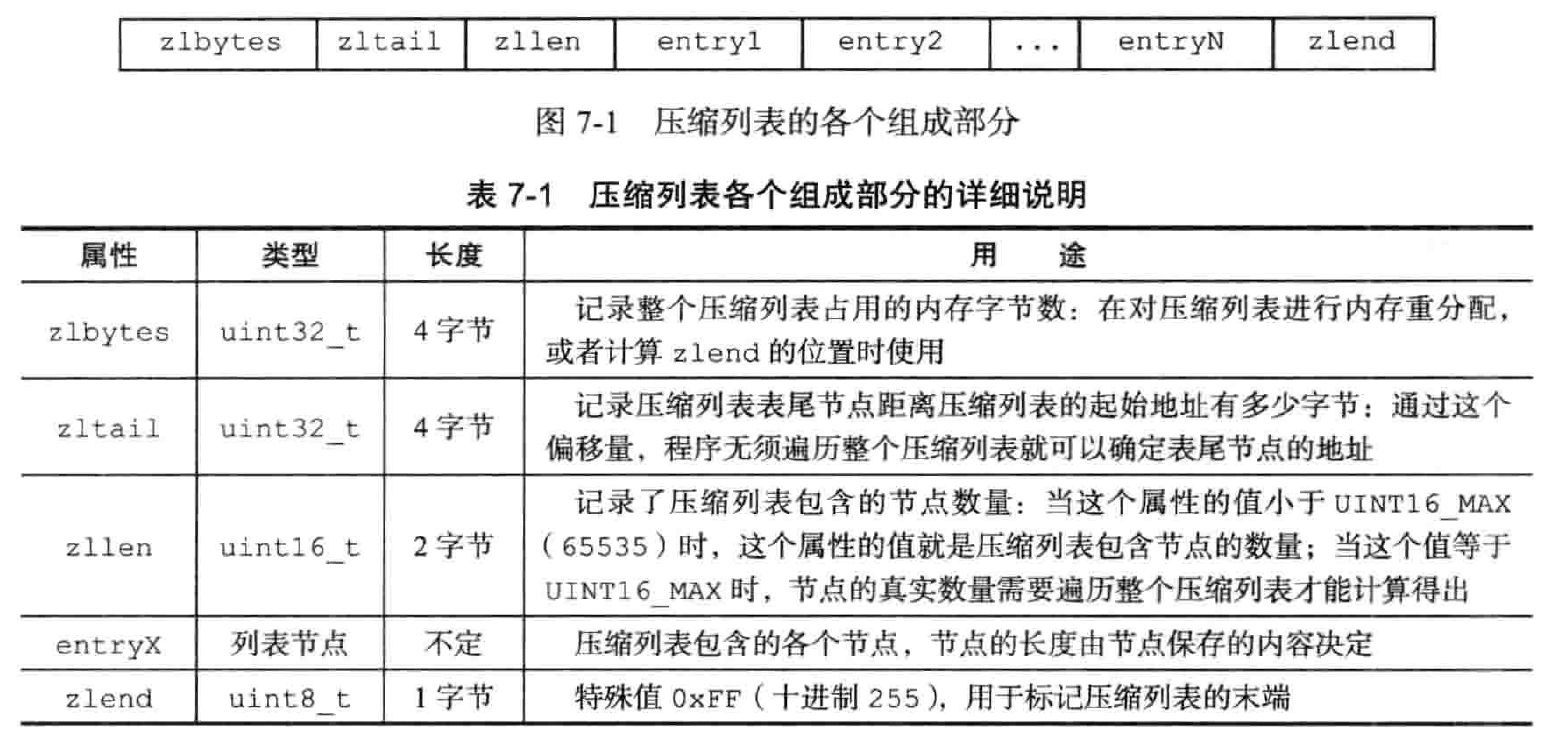 zlbytes zltail zllen entry1 entry2 ... entryN zlend
图 7-1 压缩列表的各个组成部分
表 7-1 压缩列表各个组成部分的详细说明
属性 类型 长度 用 途
zlbytes uint32_t 4 字节 记录整个压缩列表占用的内存字节数：在对压缩列表进行内存重分配，
或者计算 zlend 的位置时使用
zltail uint32_t 4 字节 记录压缩列表表尾节点距离压缩列表的起始地址有多少字节：通过这个
偏移量，程序无须遍历整个压缩列表就可以确定表尾节点的地址
zllen uint16_t 2 字节 记录了压缩列表包含的节点数量：当这个属性的值小于 UINT16_MAX
（65535）时，这个属性的值就是压缩列表包含节点的数量；当这个值等于
UINT16_MAX 时，节点的真实数量需要遍历整个压缩列表才能计算得出
entryX 列表节点 不定 压缩列表包含的各个节点，节点的长度由节点保存的内容决定
zlend uint8_t 1 字节 特殊值 0xFF（十进制 255），用于标记压缩列表的末端